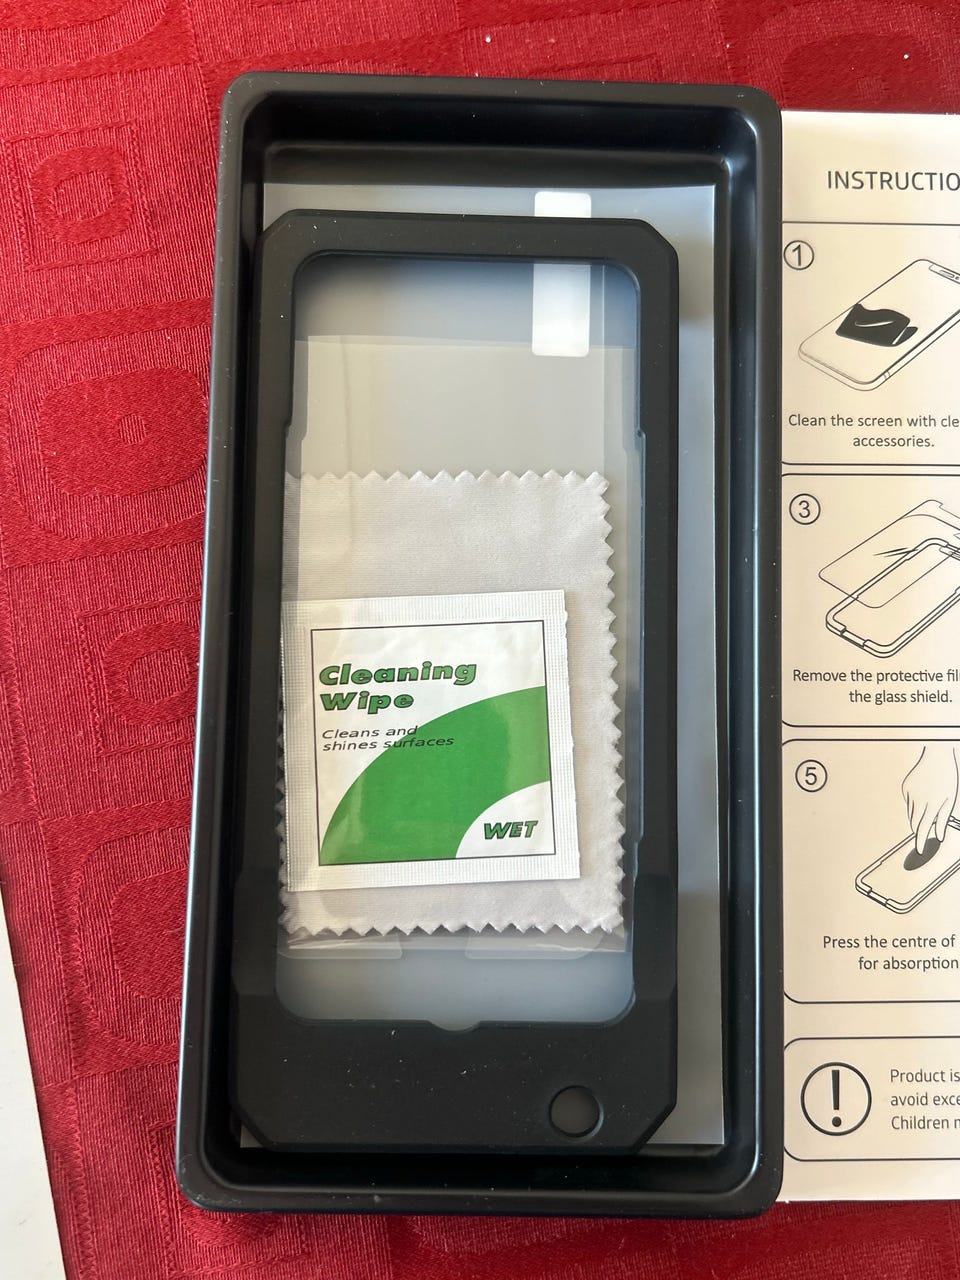 INSTRUCTIO
1
Clean the screen with cle
accessories.
3
Remove the protective fil
the glass shield.
5
Press the centre of
for absorption
!
Product is
avoid exce
Children
Cleaning
Wipe
Cleans and
shines surfaces
WET